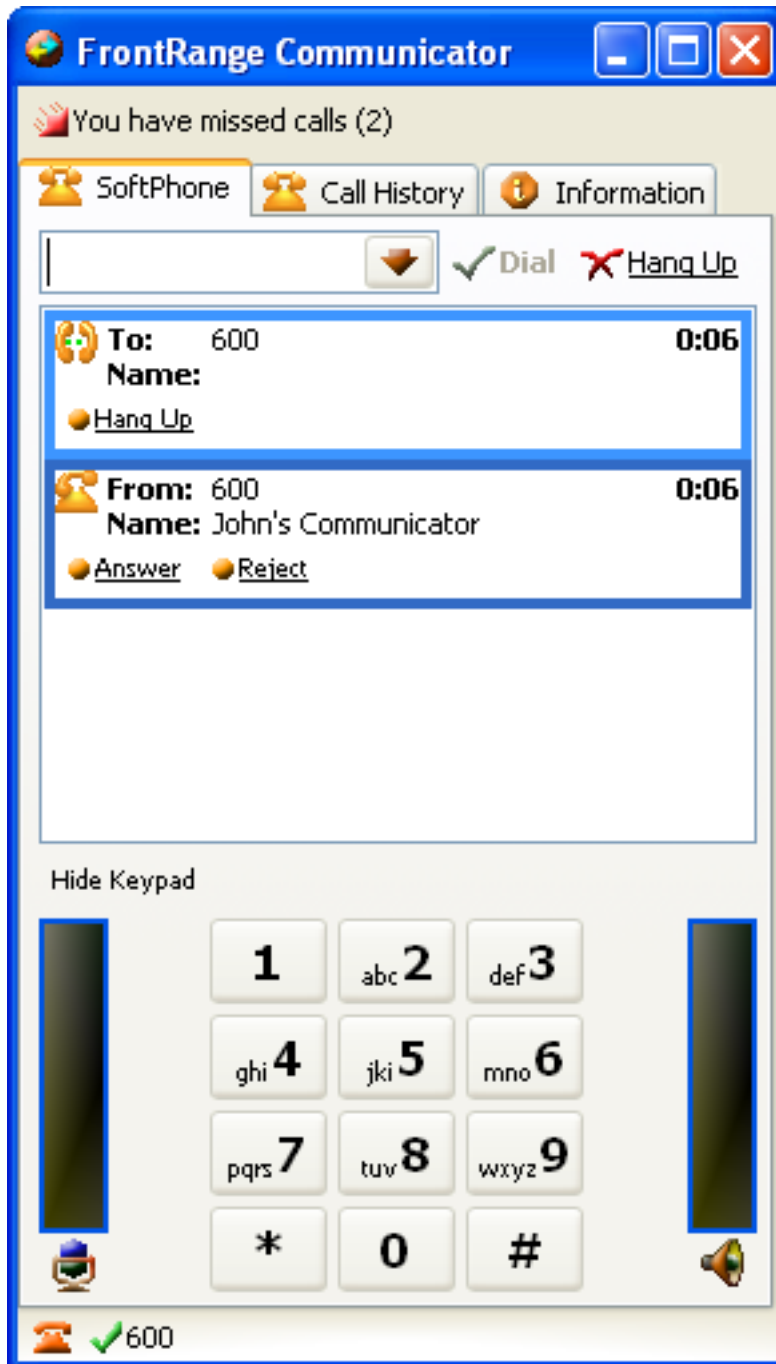 FrontRange Communicator
You have missed calls (2)
SoftPhone Call History Information
Dial Hang Up
To: 600 0:06
Name:
Hang Up
From: 600 0:06
Name: John's Communicator
Answer Reject
Hide Keypad
1 abc 2 def 3
ghi 4 jki 5 mno 6
pqrs 7 tuv 8 wxyz 9
* 0 #
600